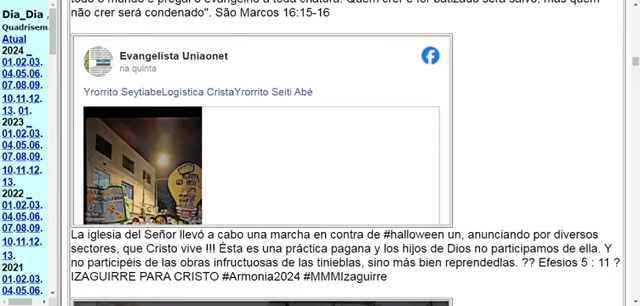 Dia_Dia ,
Quadrisem
Atual
2024 _
01.02.03.
04.05.06.
07.08.09.
10.11.12.
13. 01.
2023 _
01.02.03.
04.05.06.
07.08.09.
10.11.12.
13.
2022 _
01.02.03.
04.05.06.
07.08.09.
10.11.12.
13.
2021
01.02.03.
04.05.06.
todo o mundo e pregai o evangelho a toda criatura. Quem crer e for batizado será salvo, mas quem
não crer será condenado". São Marcos 16:15-16
Evangelista Uniaonet
na quinta
Yrorrito SeytiabeLogística CristaYrorrito Seiti Abé
La iglesia del Señor llevó a cabo una marcha en contra de #halloween un, anunciando por diversos
sectores, que Cristo vive !!! Ésta es una práctica pagana y los hijos de Dios no participamos de ella. Y
no participéis de las obras infructuosas de las tinieblas, sino más bien reprendedlas. ?? Efesios 5 : 11 ?
IZAGUIRRE PARA CRISTO #Armonia2024 #MMMIzaguirre